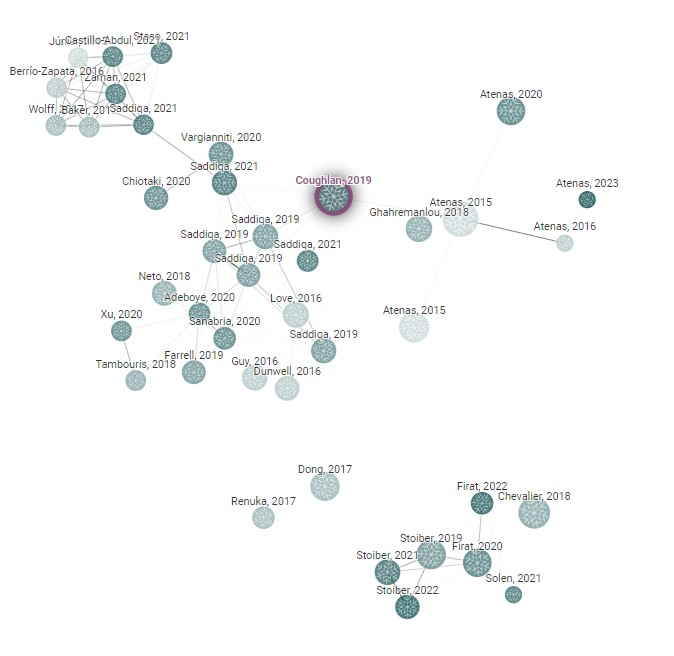 Staso, 2021
Castillo-Abdul, 2021
Berrío-Zapata, 2016
Zaman, 2021
Wolff,
Baker,
Saddiqa, 2021
Vargianniti, 2020
Saddiqa, 2021
Chiotaki, 2020
Coughlan, 2019
Atenas, 2020
Atenas, 2023
Atenas, 2015
Ghahremanlou, 2018
Atenas, 2016
Saddiqa, 2019
Saddiqa, 2019
Saddiqa, 2021
Saddiqa, 2019
Neto, 2018
Adeboye, 2020
Love, 2016
Xu, 2020
Sanabria, 2020
Atenas, 2015
Saddiqa, 2019
Tambouris, 2018
Farrell, 2019
Guy, 2016
Dunwell, 2016
Dong, 2017
Renuka, 2017
Firat, 2022
Chevalier, 2018
Stoiber, 2019
Firat, 2020
Stoiber, 2021
Solen, 2021
Stoiber, 2022